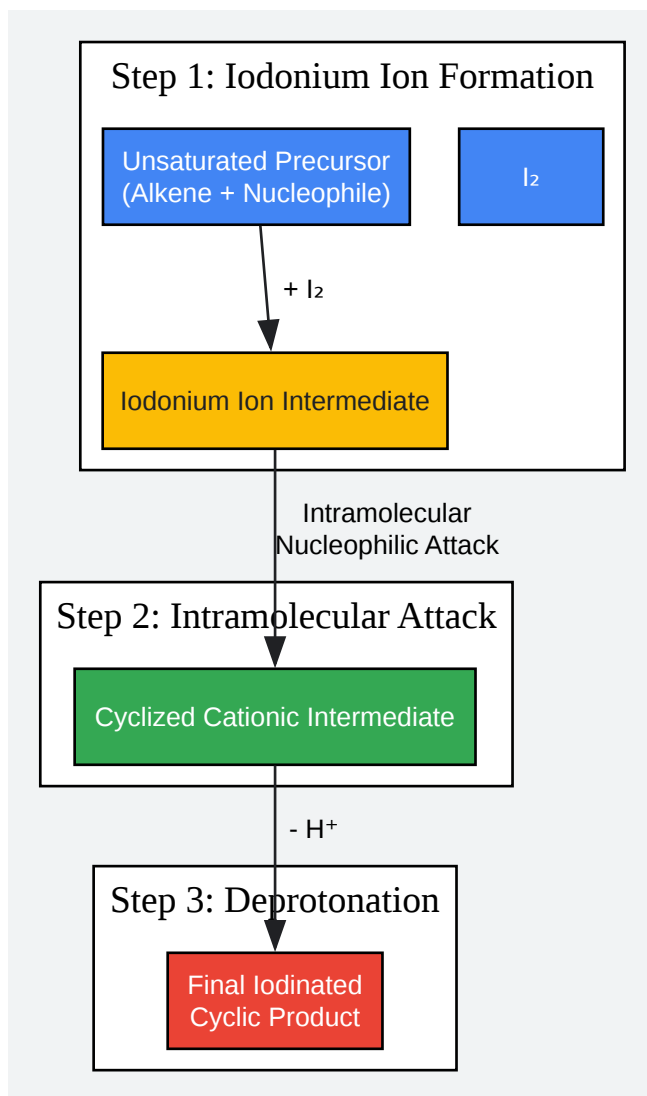 Step 1: Iodonium Ion Formation
Unsaturated Precursor
(Alkene + Nucleophile)
I₂
+ I₂
Iodonium Ion Intermediate
Intramolecular
Nucleophilic Attack
Step 2: Intramolecular Attack
Cyclized Cationic Intermediate
- H⁺
Step 3: Deprotonation
Final Iodinated
Cyclic Product